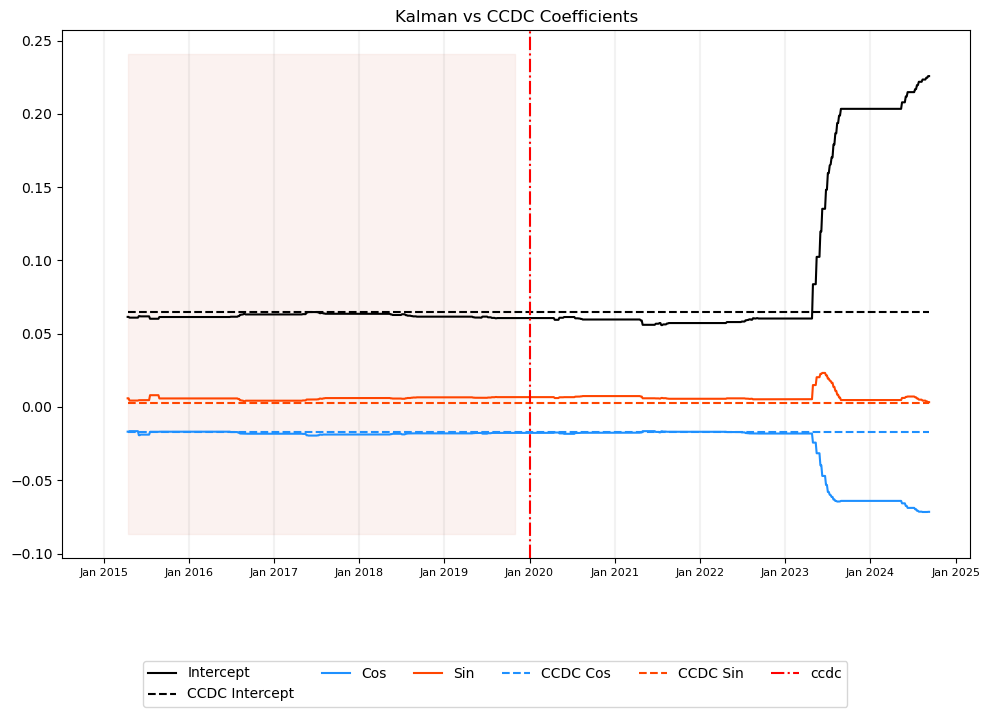 Kalman vs CCDC Coefficients
0.25
0.20
0.15
0.10
0.05
0.00
−0.05
−0.10
Jan 2015 Jan 2016 Jan 2017 Jan 2018 Jan 2019 Jan 2020 Jan 2021 Jan 2022 Jan 2023 Jan 2024 Jan 2025
Intercept Cos Sin CCDC Cos CCDC Sin ccdc
CCDC Intercept